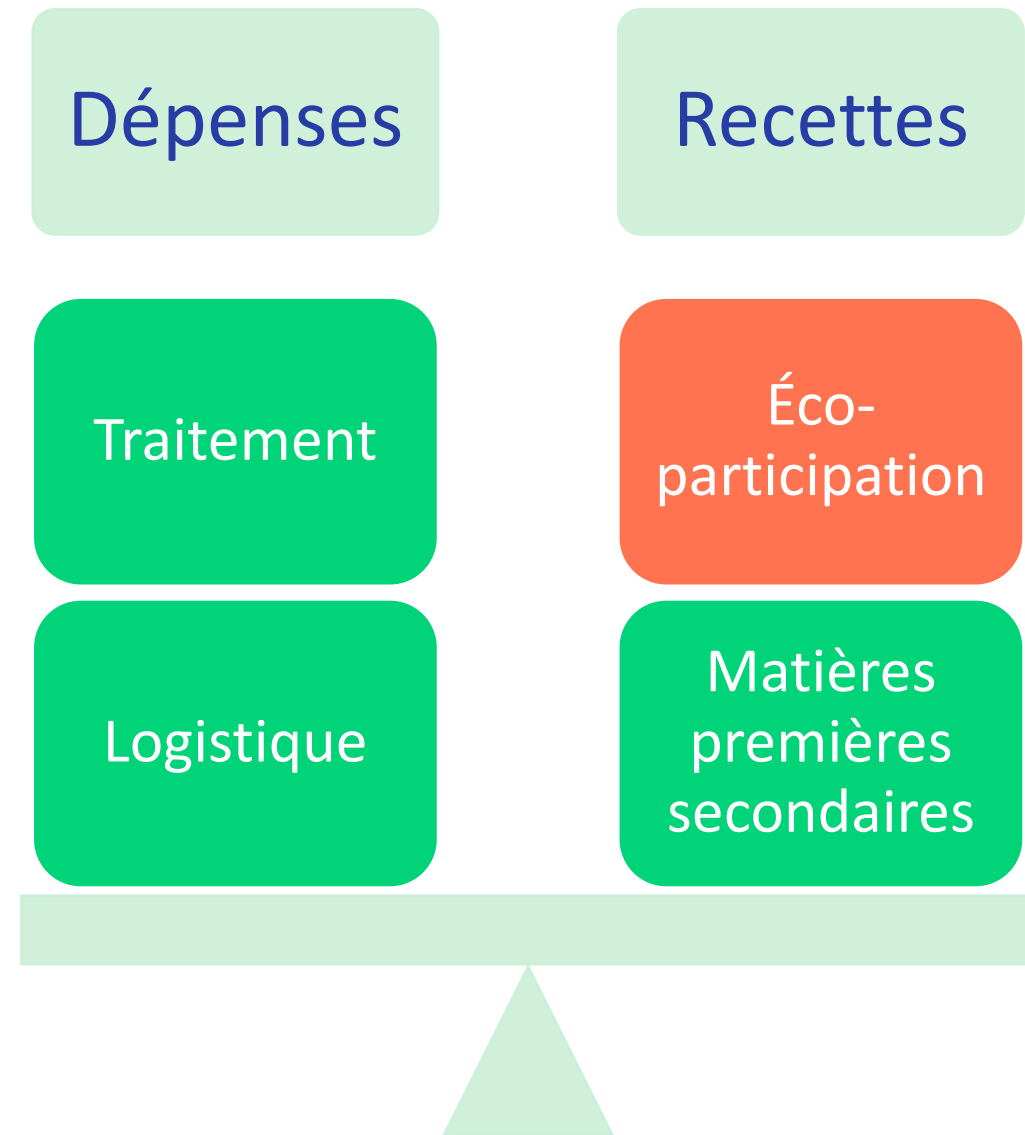 Dépenses
Recettes
Traitement
Éco-
participation
Logistique
Matières
premières
secondaires